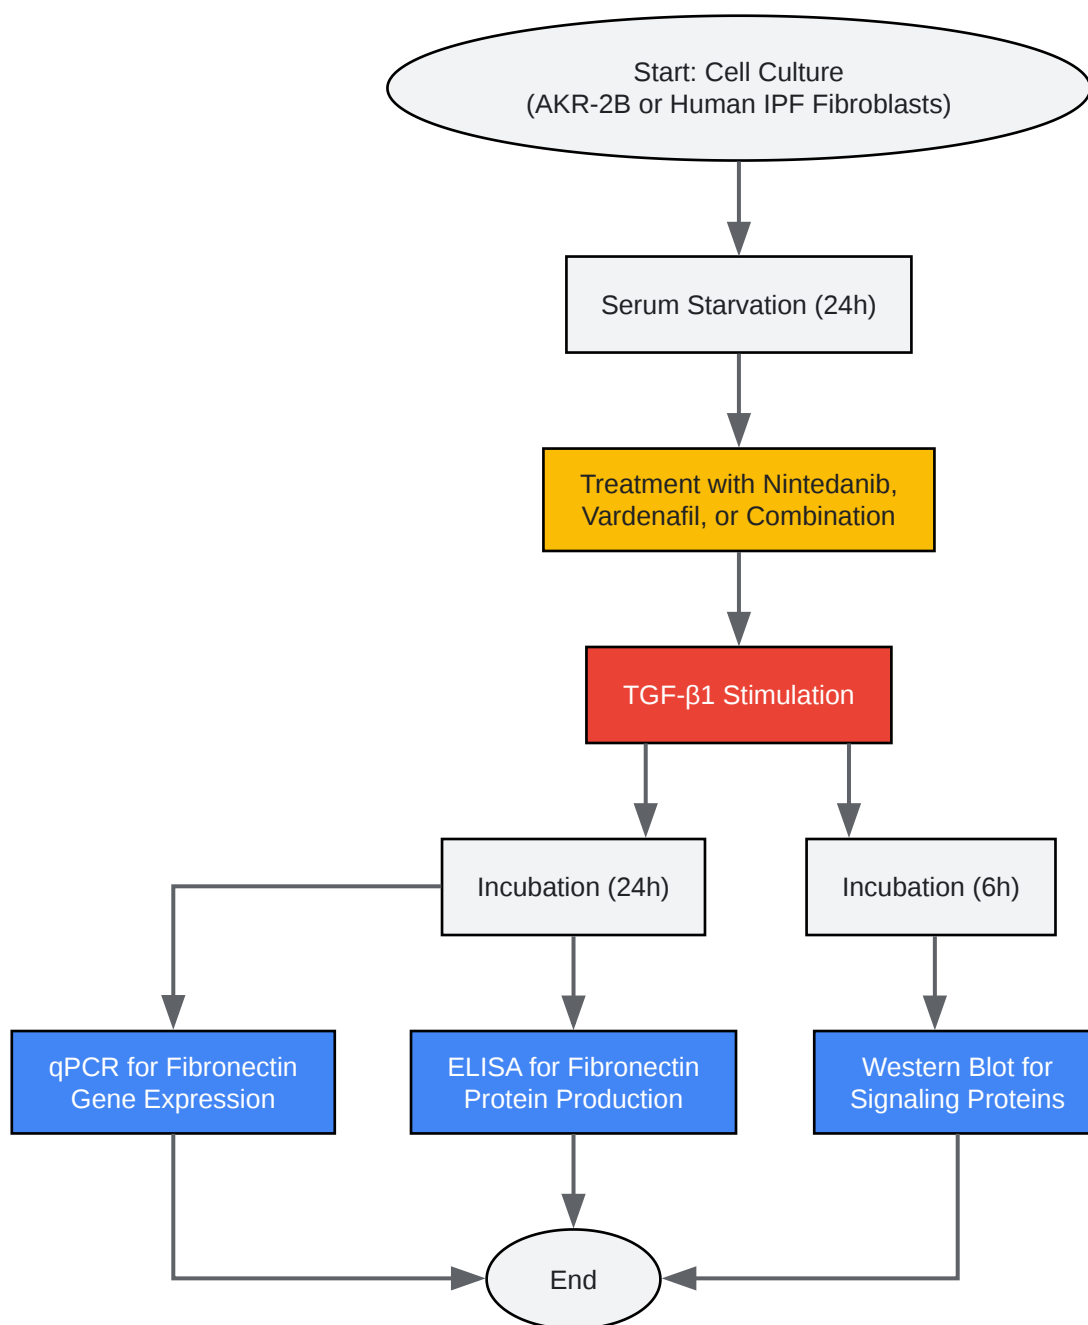 Start: Cell Culture
(AKR-2B or Human IPF Fibroblasts)
Serum Starvation (24h)
Treatment with Nintedanib,
Vardenafil, or Combination
TGF-β1 Stimulation
Incubation (24h)
Incubation (6h)
qPCR for Fibronectin
Gene Expression
ELISA for Fibronectin
Protein Production
Western Blot for
Signaling Proteins
End